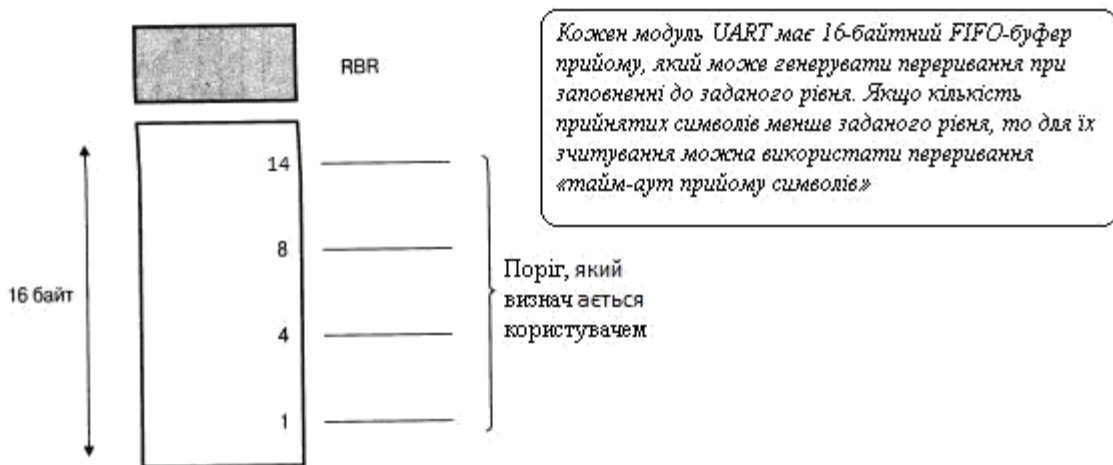 RBR
Кожен модуль UART має 16-байтний FIFO-буфер
прийому, який може генерувати переривання при
заповненні до заданого рівня. Якщо кількість
прийнятих символів менше заданого рівня, то для їх
зчитування можна використати переривання
«тайм-аут прийому символів»
14
8
16 байт
4
1
Поріг, який
визнач ається
користувачем